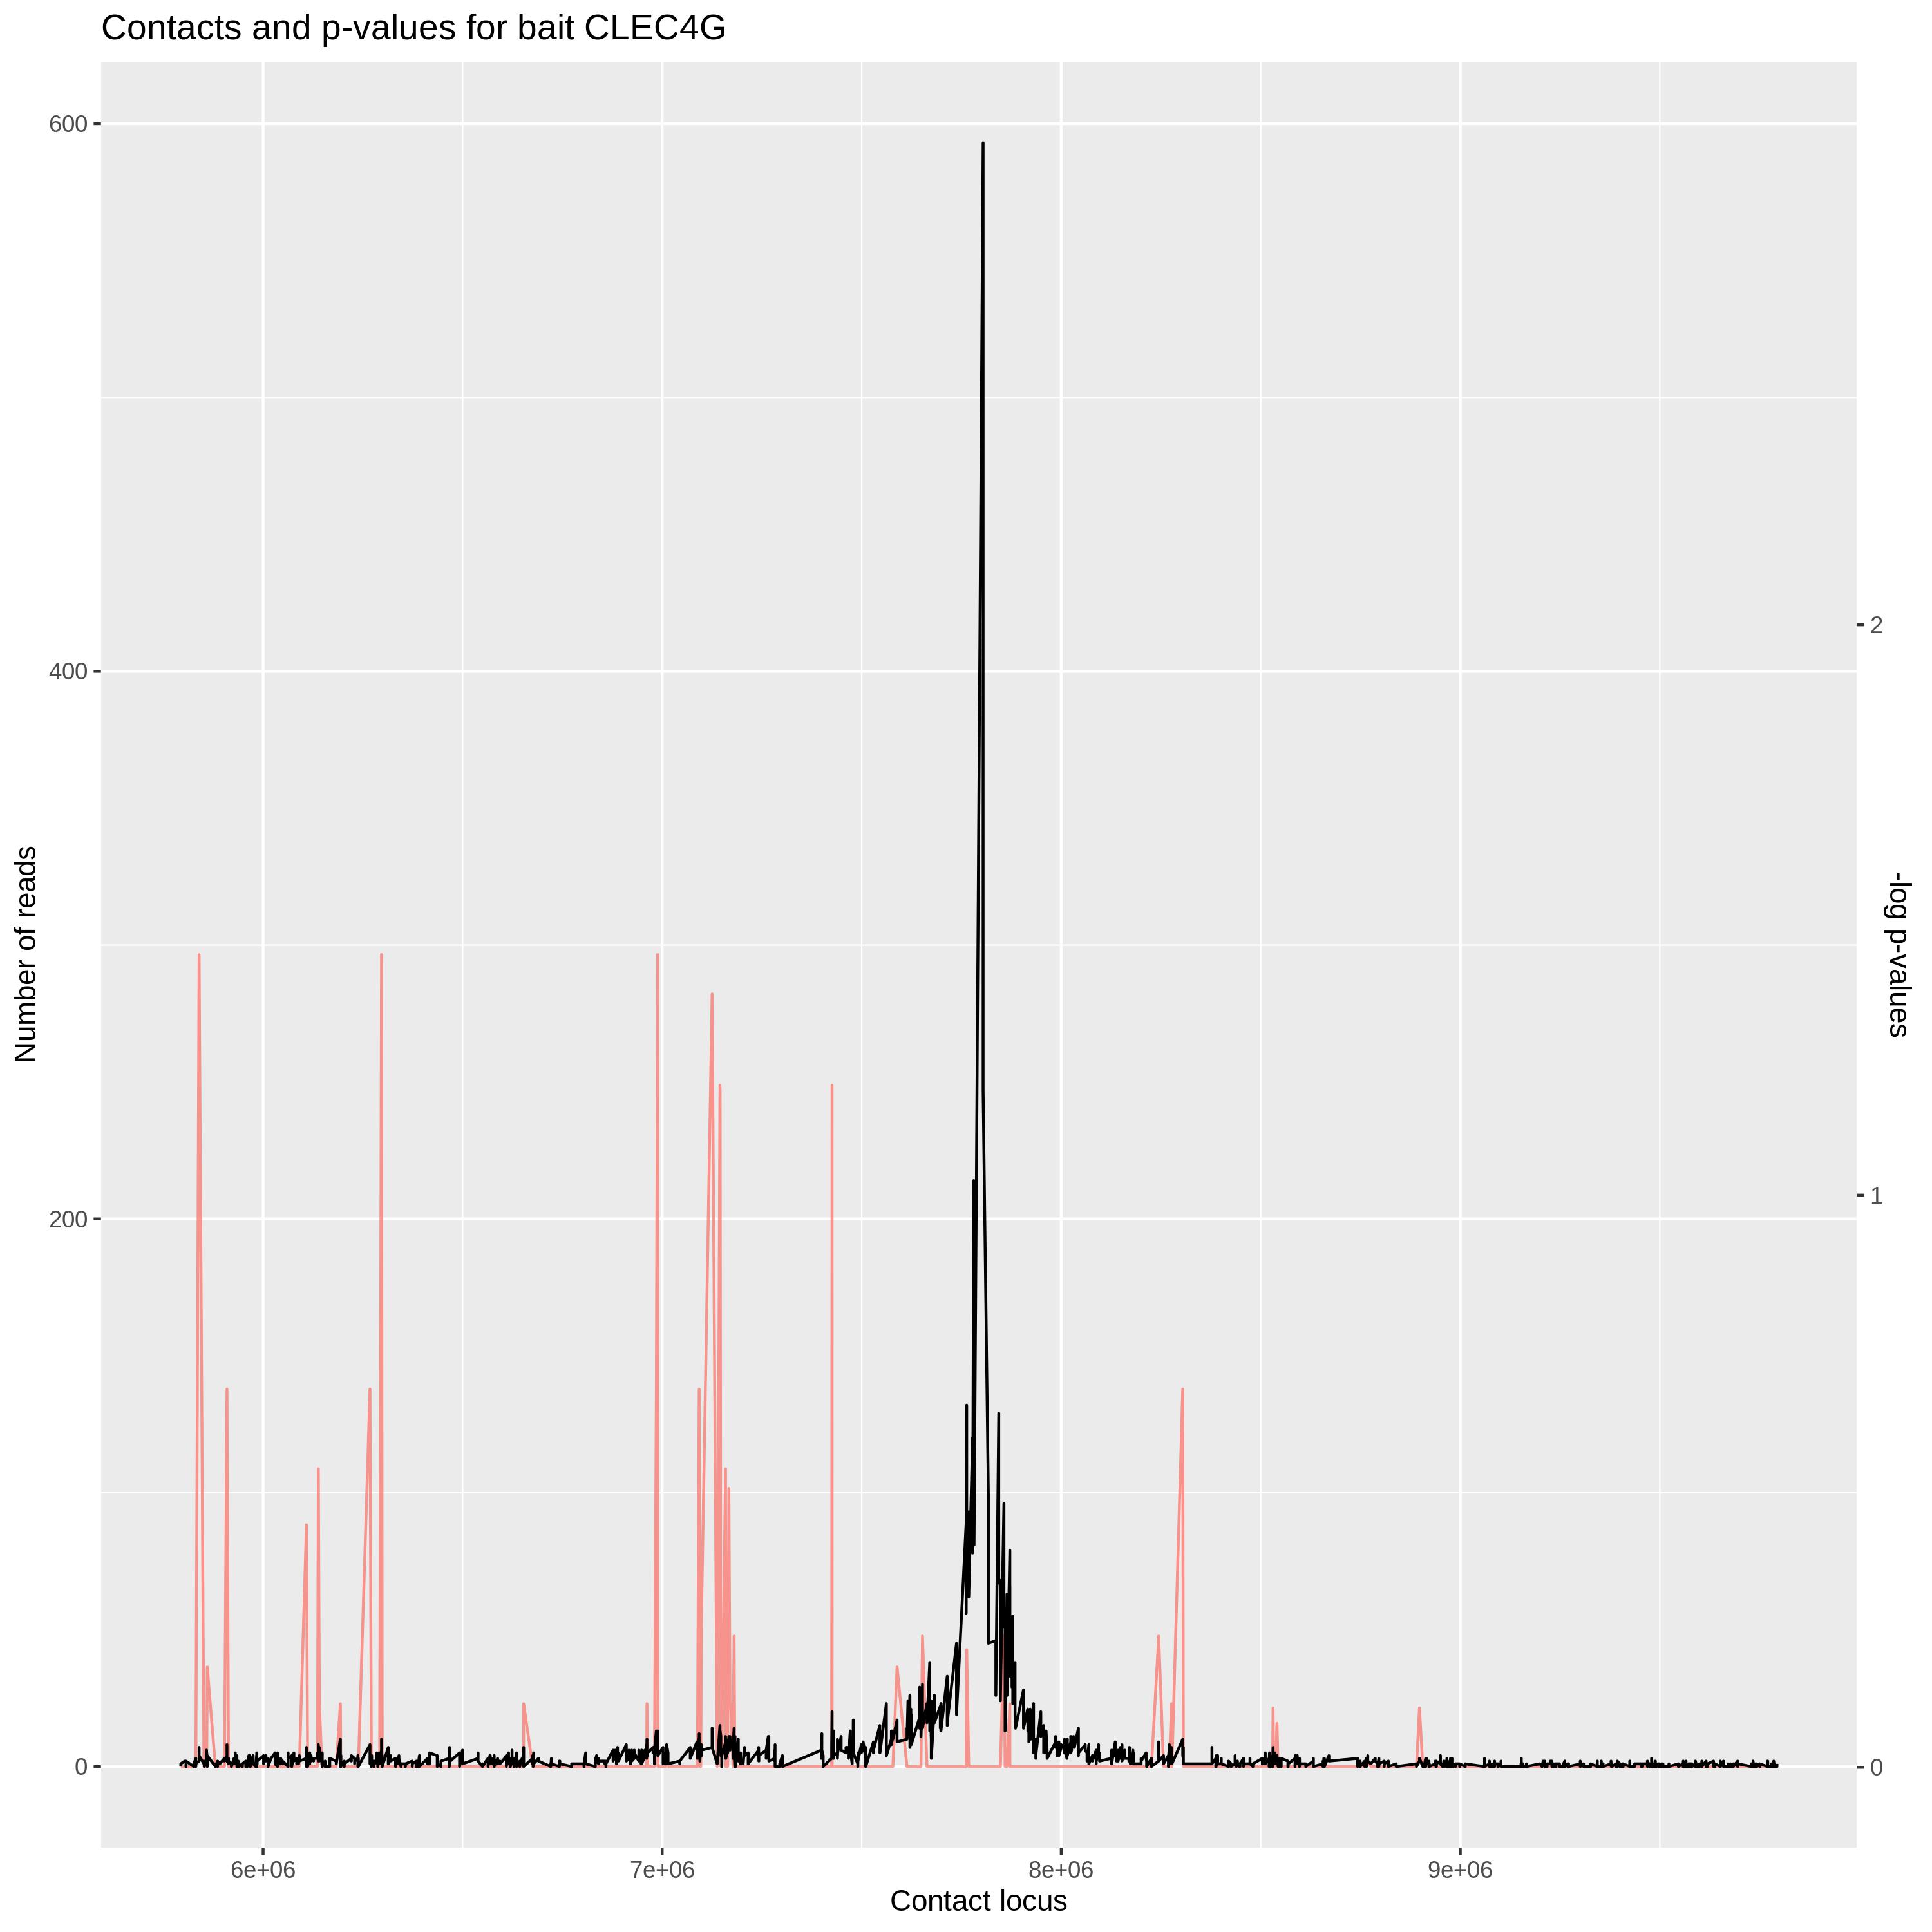 Contacts and p-values for bait CLEC4G
600
400
200
0
Number of reads
2
1
0
-log p-values
6e+06
7e+06
8e+06
9e+06
Contact locus